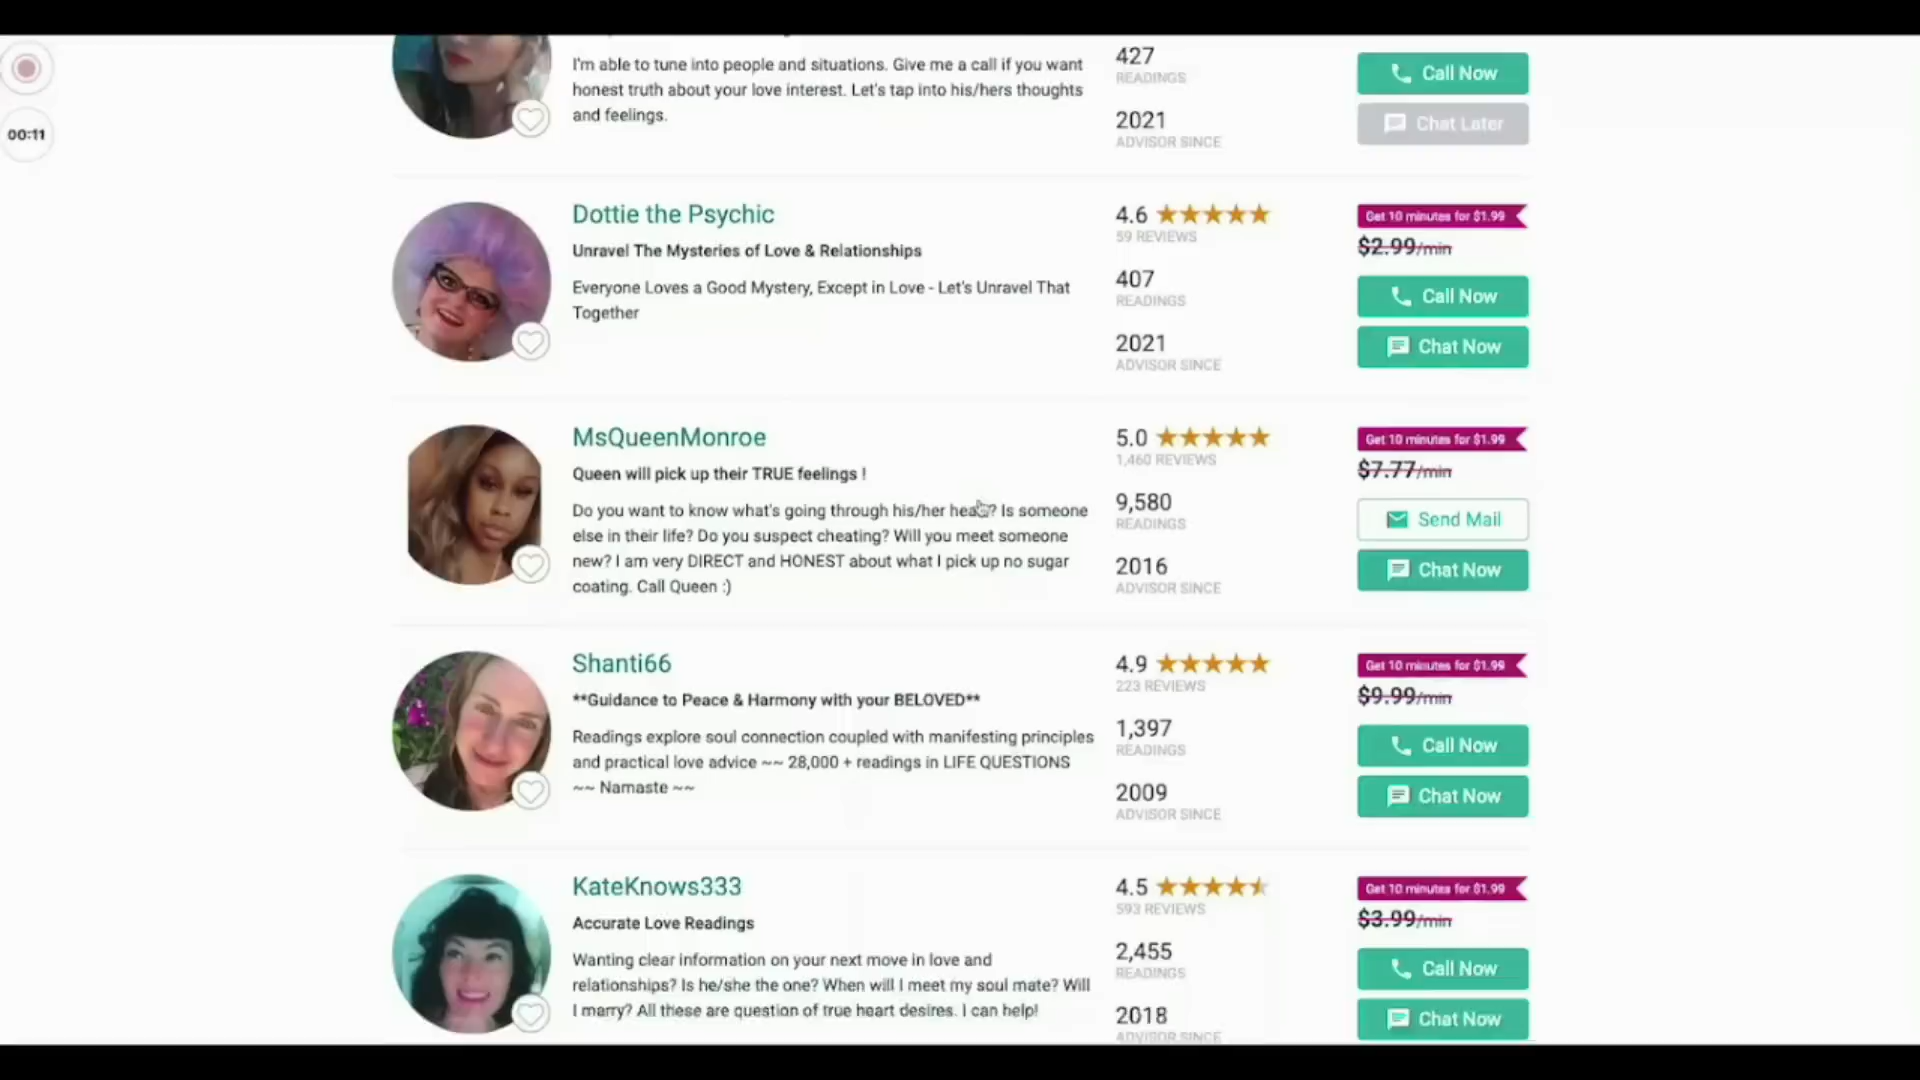 00:11
I'm able to tune into people and situations. Give me a call if you want
honest truth about your love interest. Let's tap into his/hers thoughts
and feelings.
427
READINGS
2021
ADVISOR SINCE
Call Now
Chat Later
Dottie the Psychic
Unravel The Mysteries of Love & Relationships
Everyone Loves a Good Mystery, Except in Love - Let's Unravel That
Together
4.6
59 REVIEWS
407
READINGS
2021
ADVISOR SINCE
Get 10 minutes for $1.99
$2.99/min
Call Now
Chat Now
MsQueenMonroe
Queen will pick up their TRUE feelings !
Do you want to know what's going through his/her head? Is someone
else in their life? Do you suspect cheating? Will you meet someone
new? I am very DIRECT and HONEST about what I pick up no sugar
coating. Call Queen :)
5.0
1,460 REVIEWS
9,580
READINGS
2016
ADVISOR SINCE
Get 10 minutes for $1.99
$7.77/min
Send Mail
Chat Now
Shanti66
**Guidance to Peace & Harmony with your BELOVED**
Readings explore soul connection coupled with manifesting principles
and practical love advice ~~ 28,000 + readings in LIFE QUESTIONS
~~ Namaste ~~
4.9
223 REVIEWS
1,397
READINGS
2009
ADVISOR SINCE
Get 10 minutes for $1.99
$9.99/min
Call Now
Chat Now
KateKnows333
Accurate Love Readings
Wanting clear information on your next move in love and
relationships? Is he/she the one? When will I meet my soul mate? Will
I marry? All these are question of true heart desires. I can help!
4.5
593 REVIEWS
2,455
READINGS
2018
ADVISOR SINCE
Get 10 minutes for $1.99
$3.99/min
Call Now
Chat Now